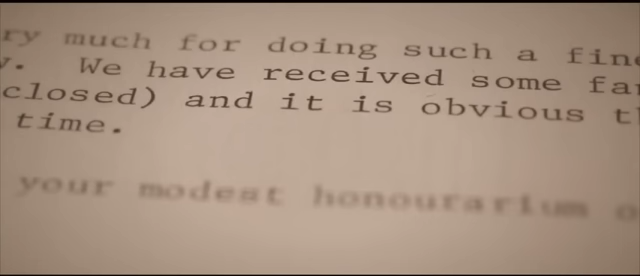 ry much for doing such a fine
y. We have received some fa
closed) and it is obvious t
time.
your modest honourarium o